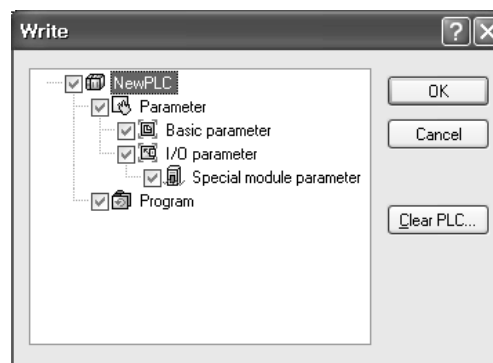 Write
NewPLC
Parameter
Basic parameter
I/O parameter
Special module parameter
Program
OK
Cancel
Clear PLC...